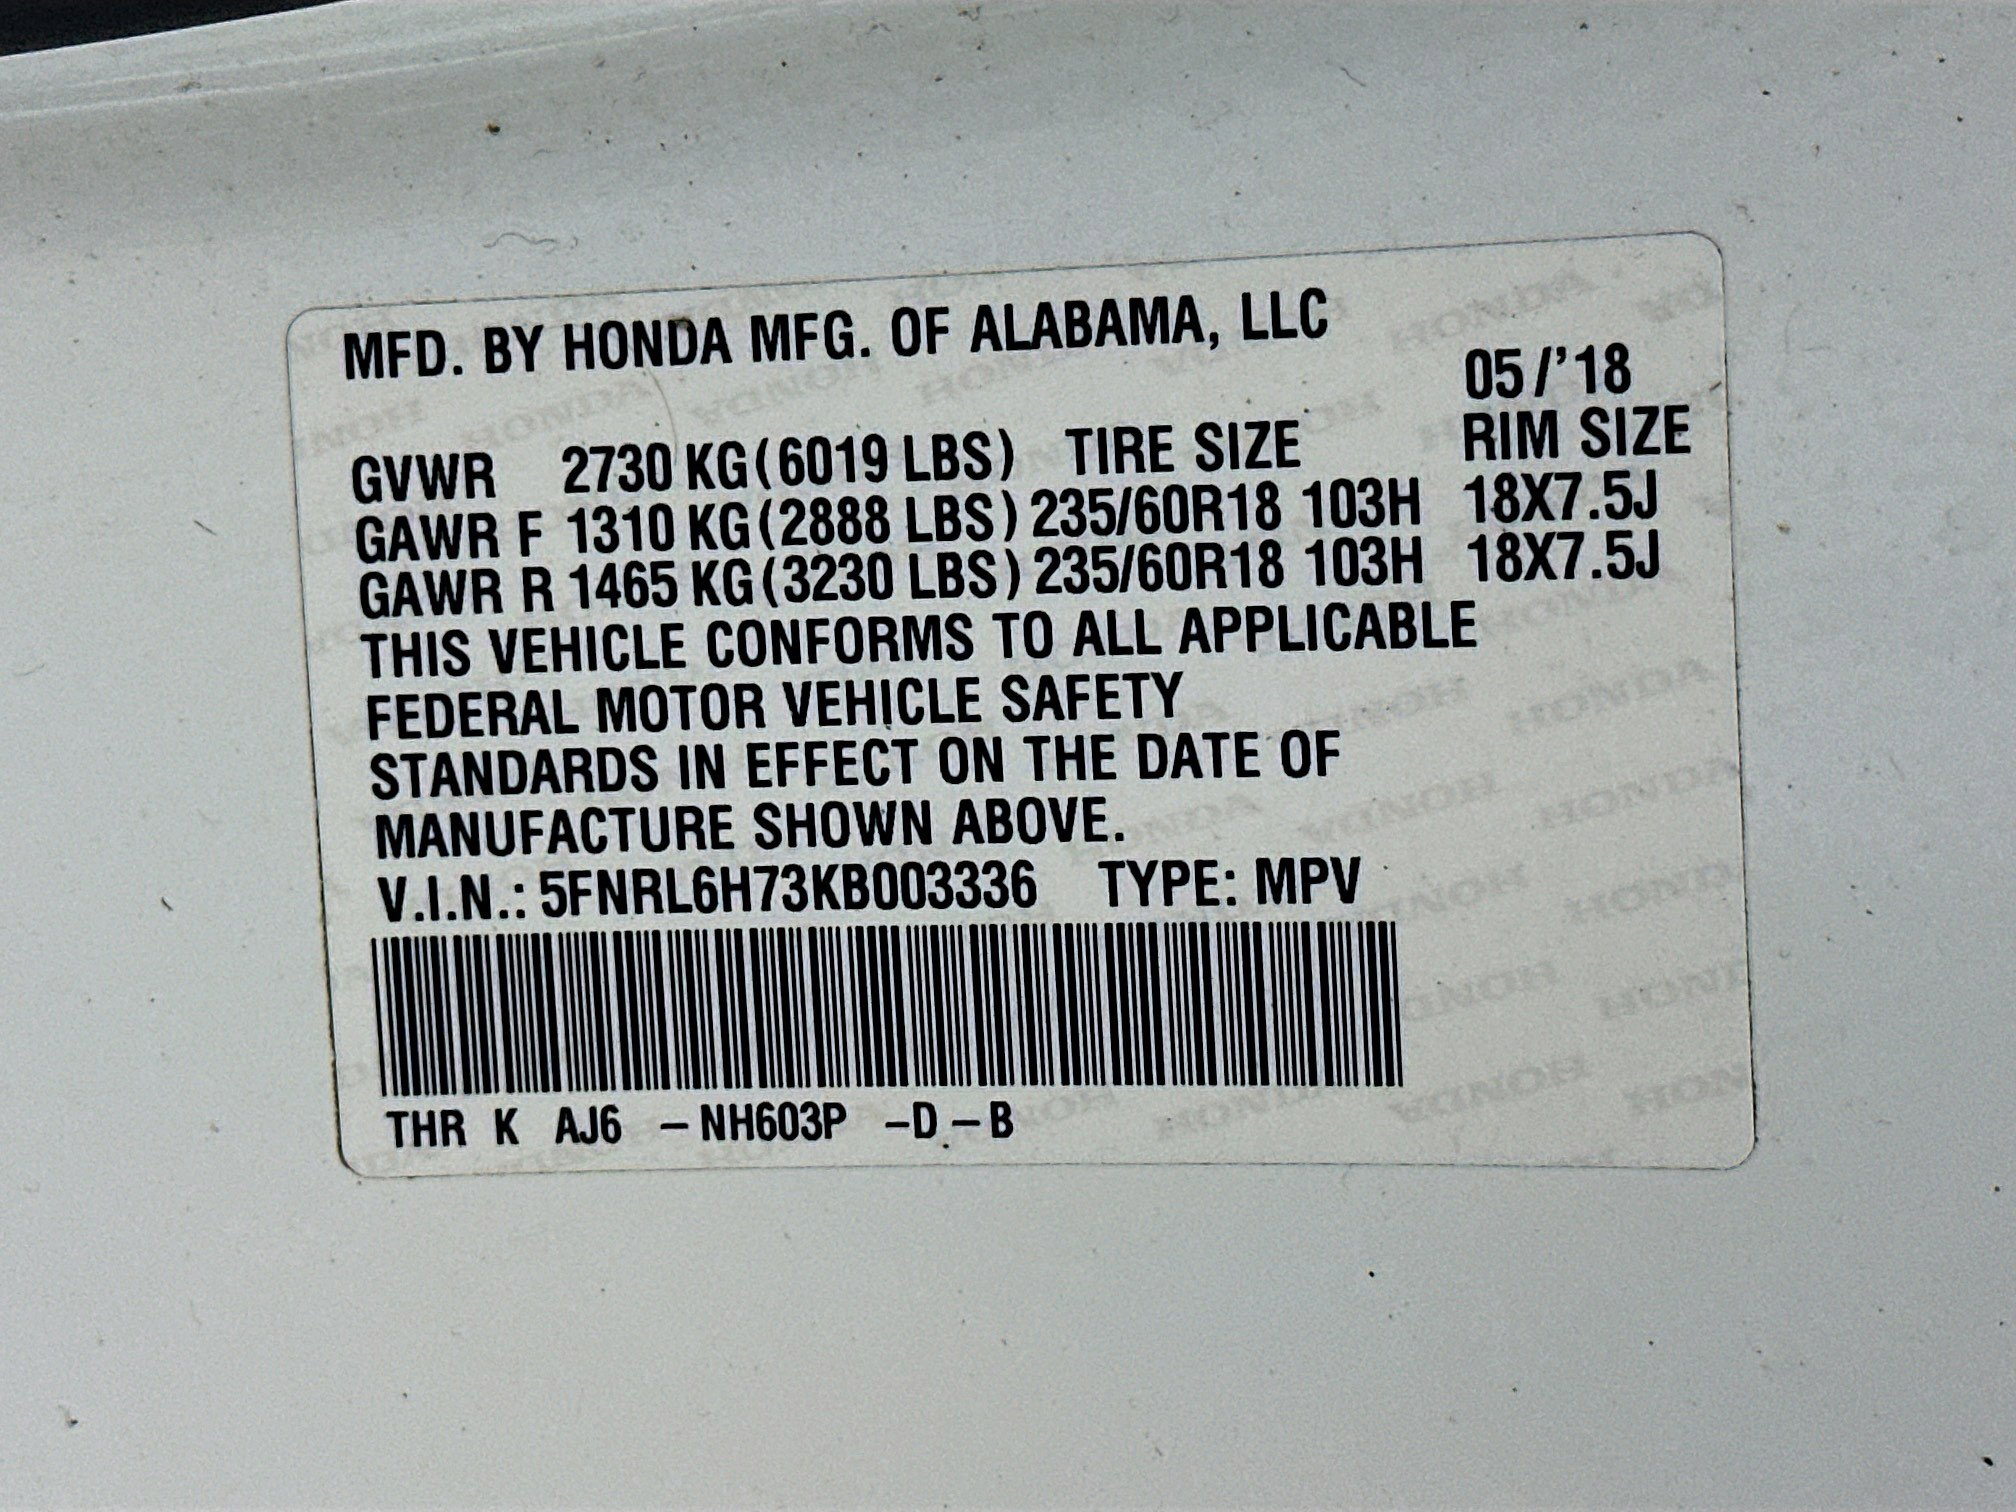 MFD. BY HONDA MFG. OF ALABAMA, LLC
05/'18
GVWR 2730 KG (6019 LBS) TIRE SIZE RIM SIZE
GAWR F 1310 KG (2888 LBS) 235/60R18 103H 18X7.5J
GAWR R 1465 KG (3230 LBS) 235/60R18 103H 18X7.5J
THIS VEHICLE CONFORMS TO ALL APPLICABLE
FEDERAL MOTOR VEHICLE SAFETY
STANDARDS IN EFFECT ON THE DATE OF
MANUFACTURE SHOWN ABOVE.
V.I.N.: 5FNRL6H73KB003336 TYPE: MPV
THR K AJ6 – NH603P – D – B